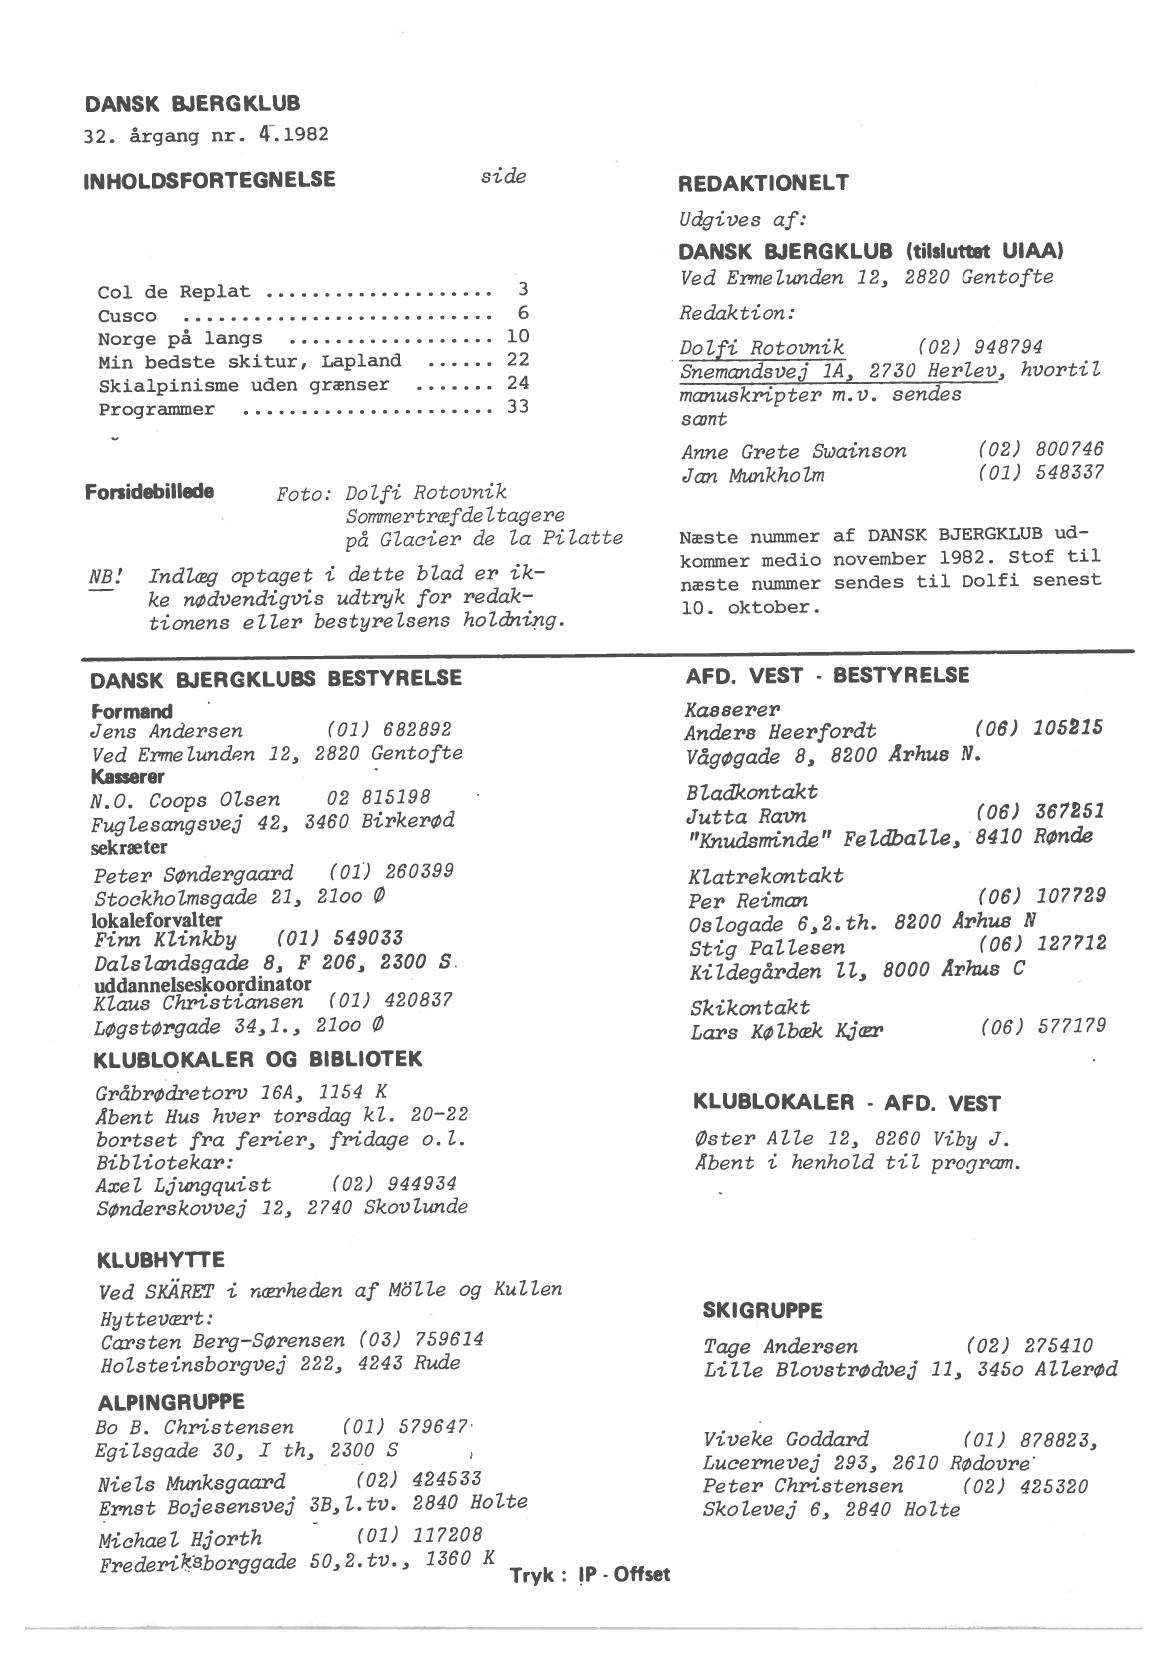 DANSK BJERGKLUB
32. årgang nr. 4.1982
INHOLDSFORTEGNELSE side
Col de Replat .................... 3
Cusco ........................... 6
Norge på langs .................. 10
Min bedste skitur, Lapland ...... 22
Skialpinisme uden grænser ....... 24
Programmer ...................... 33
Forsidebillede Foto: Dolfi Rotovnik
Sommertræfdeltagere
på Glacier de la Pilatte
NB! Indlæg optaget i dette blad er ik-
ke nødvendigvis udtryk for redak-
tionens eller bestyrelsens holdning.
REDAKTIONELT
Udgives af:
DANSK BJERGKLUB (tilsluttet UIAA)
Ved Ermelunden 12, 2820 Gentofte
Redaktion:
Dolfi Rotovnik (02) 948794
Snemandsvej 1A, 2730 Herlev, hvortil
manuskripter m.v. sendes
samt
Anne Grete Swainson (02) 800746
Jan Munkholm (01) 548337
Næste nummer af DANSK BJERGKLUB ud-
kommer medio november 1982. Stof til
næste nummer sendes til Dolfi senest
10. oktober.
DANSK BJERGKLUBS BESTYRELSE
Formand
Jens Andersen (01) 682892
Ved Ermelunden 12, 2820 Gentofte
Kasserer
N.O. Coops Olsen 02 815198
Fuglesangsvej 42, 3460 Birkerød
sekræter
Peter Søndergaard (01) 260399
Stockholmsgade 21, 21oo Ø
lokaleforvalter
Finn Klinkby (01) 549033
Dalslandsgade 8, F 206, 2300 S.
uddannelseskoordinator
Klaus Christiansen (01) 420837
Løgstørgade 34,1., 21oo Ø
KLUBLOKALER OG BIBLIOTEK
Gråbrødretorv 16A, 1154 K
Åbent Hus hver torsdag kl. 20-22
bortset fra ferier, fridage o.l.
Bibliotekar:
Axel Ljungquist (02) 944934
Sønderskovvej 12, 2740 Skovlunde
KLUBHYTTE
Ved SKÄRET i nærheden af Mölle og Kullen
Hyttevært:
Carsten Berg-Sørensen (03) 759614
Holsteinsborgvej 222, 4243 Rude
ALPINGRUPPE
Bo B. Christensen (01) 579647
Egilsgade 30, I th, 2300 S
Niels Munksgaard (02) 424533
Ernst Bojesensvej 3B,l.tv. 2840 Holte
Michael Hjorth (01) 117208
Frederiksborggade 50,2.tv., 1360 K
AFD. VEST - BESTYRELSE
Kasserer
Anders Heerfordt (06) 105215
Vågøgade 8, 8200 Århus N.
Bladkontakt
Jutta Ravn (06) 367251
"Knudsminde" Feldballe, 8410 Rønde
Klatrekontakt
Per Reiman (06) 107729
Oslogade 6,2.th. 8200 Århus N
Stig Pallesen (06) 127712
Kildegården ll, 8000 Århus C
Skikontakt
Lars Kølbæk Kjær (06) 577179
KLUBLOKALER - AFD. VEST
Øster Alle 12, 8260 Viby J.
Åbent i henhold til program.
SKIGRUPPE
Tage Andersen (02) 275410
Lille Blovstrødvej 11, 345o Allerød
Viveke Goddard (01) 878823,
Lucernevej 293, 2610 Rødovre
Peter Christensen (02) 425320
Skolevej 6, 2840 Holte
Tryk : IP - Offset